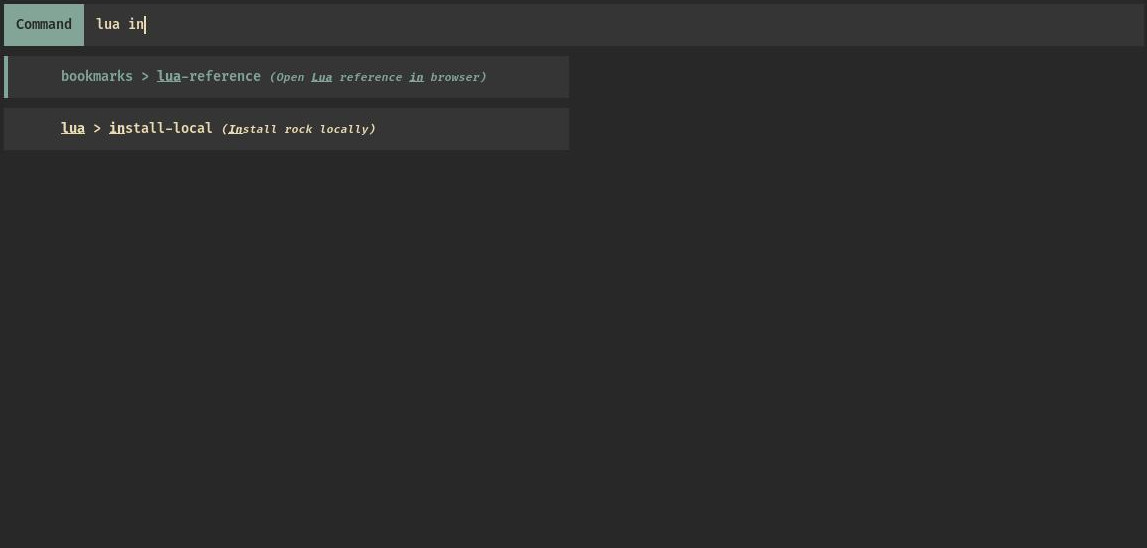 Command lua in
bookmarks > lua-reference (Open Lua reference in browser)
lua > install-local (Install rock locally)